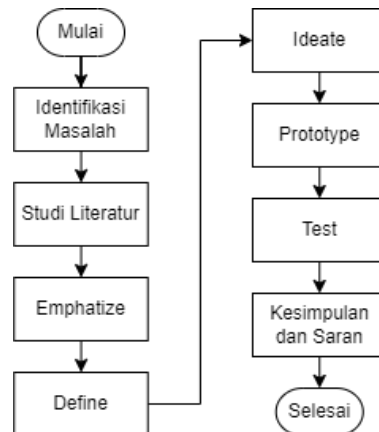 Mulai
Identifikasi
Masalah
Studi Literatur
Emphatize
Define
Ideate
Prototype
Test
Kesimpulan
dan Saran
Selesai